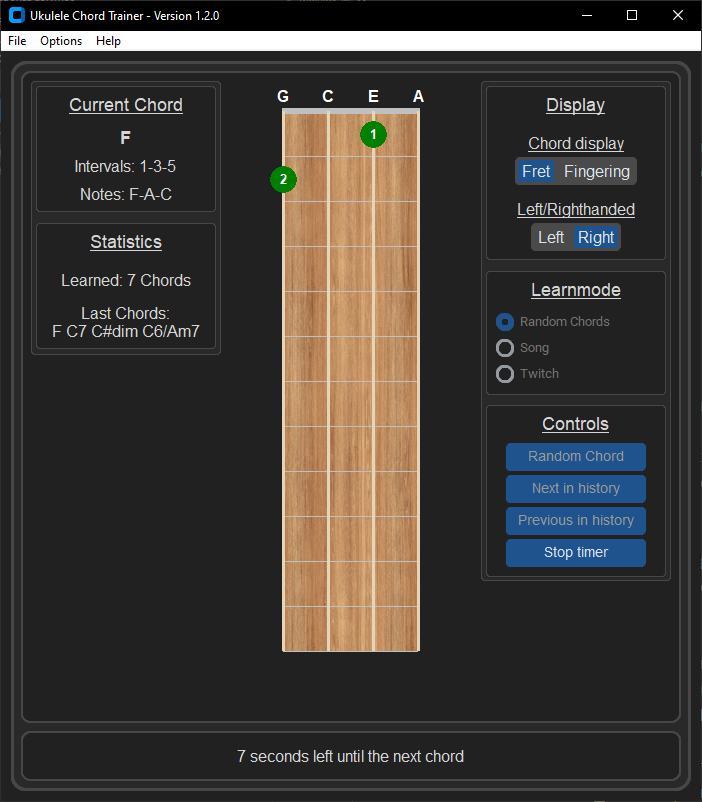 Ukulele Chord Trainer - Version 1.2.0
File Options Help
Current Chord
F
Intervals: 1-3-5
Notes: F-A-C
Statistics
Learned: 7 Chords
Last Chords:
F C7 C#dim C6/Am7
G C E A
1
2
Display
Chord display
Fret Fingering
Left/Righthanded
Left Right
Learnmode
Random Chords
Song
Twitch
Controls
Random Chord
Next in history
Previous in history
Stop timer
7 seconds left until the next chord